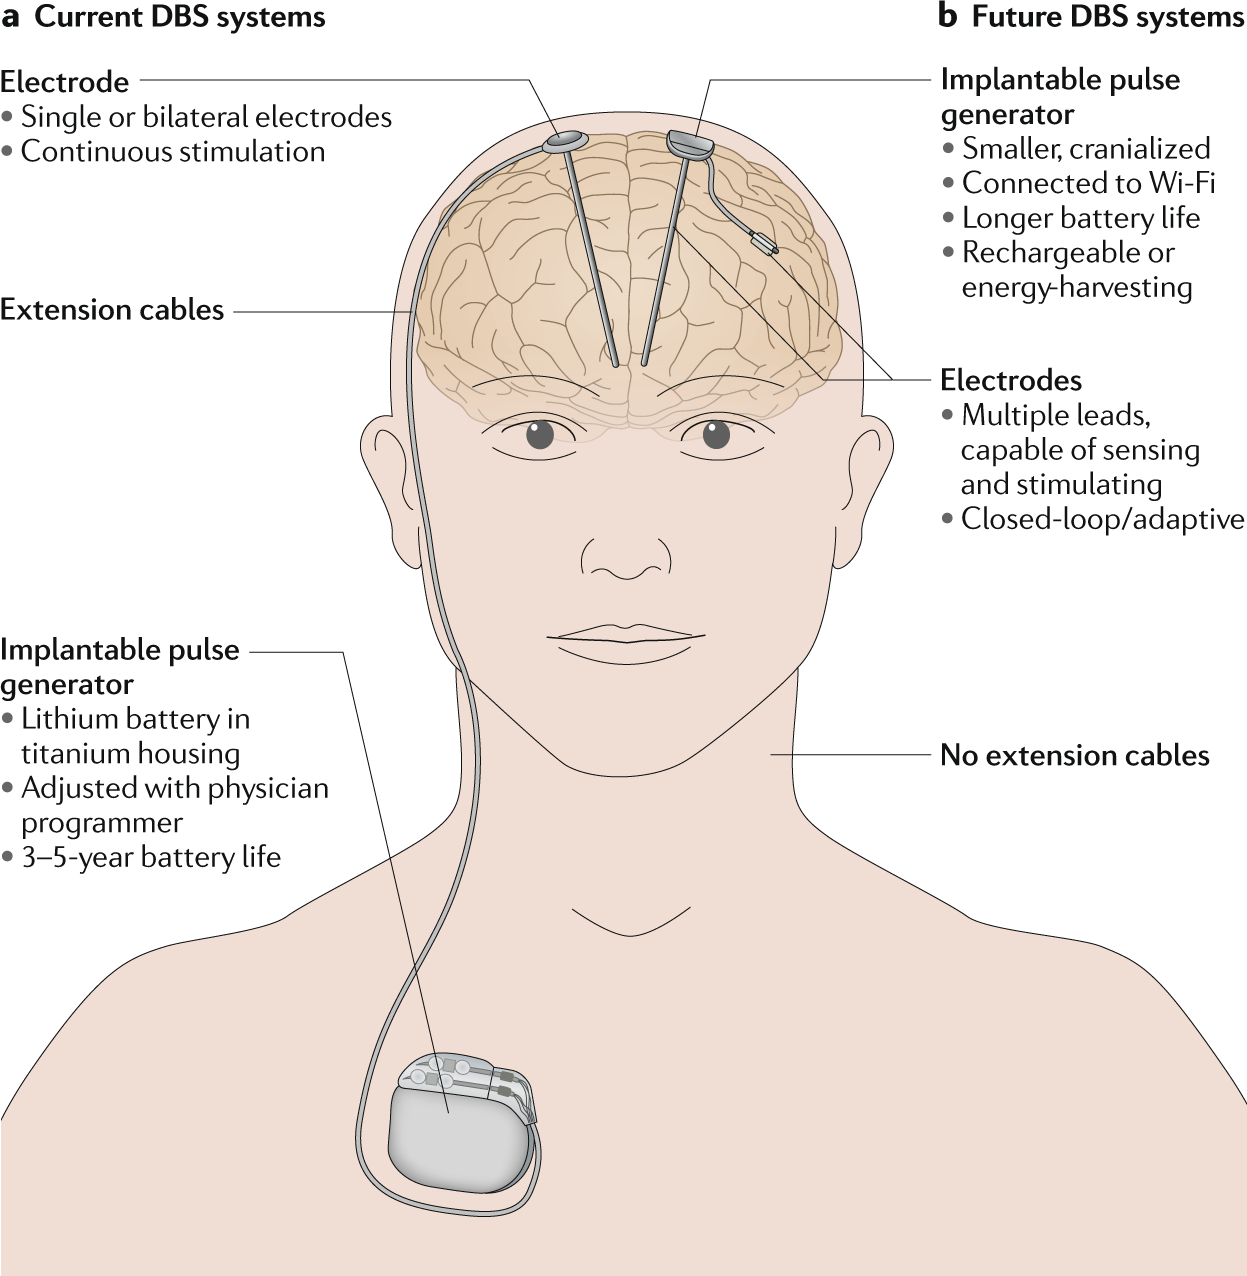 a Current DBS systems
Electrode
• Single or bilateral electrodes
• Continuous stimulation
Extension cables
Implantable pulse
generator
• Lithium battery in
titanium housing
• Adjusted with physician
programmer
• 3–5-year battery life
b Future DBS systems
Implantable pulse
generator
• Smaller, cranialized
• Connected to Wi-Fi
• Longer battery life
• Rechargeable or
energy-harvesting
Electrodes
• Multiple leads,
capable of sensing
and stimulating
• Closed-loop/adaptive
No extension cables